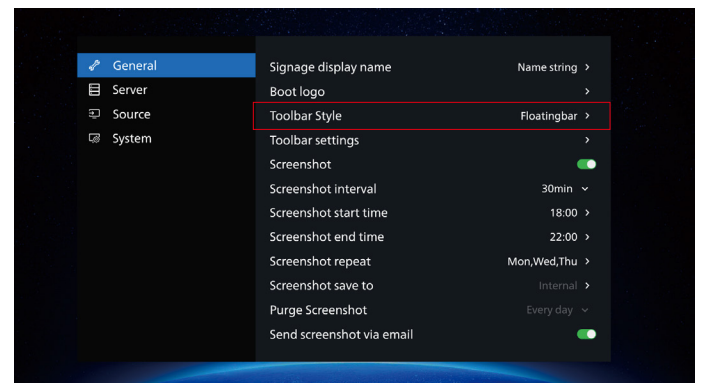 General
Server
Source
System
Signage display name Name string >
Boot logo >
Toolbar Style Floatingbar >
Toolbar settings >
Screenshot
Screenshot interval 30min
Screenshot start time 18:00 >
Screenshot end time 22:00 >
Screenshot repeat Mon,Wed,Thu >
Screenshot save to Internal >
Purge Screenshot Every day
Send screenshot via email